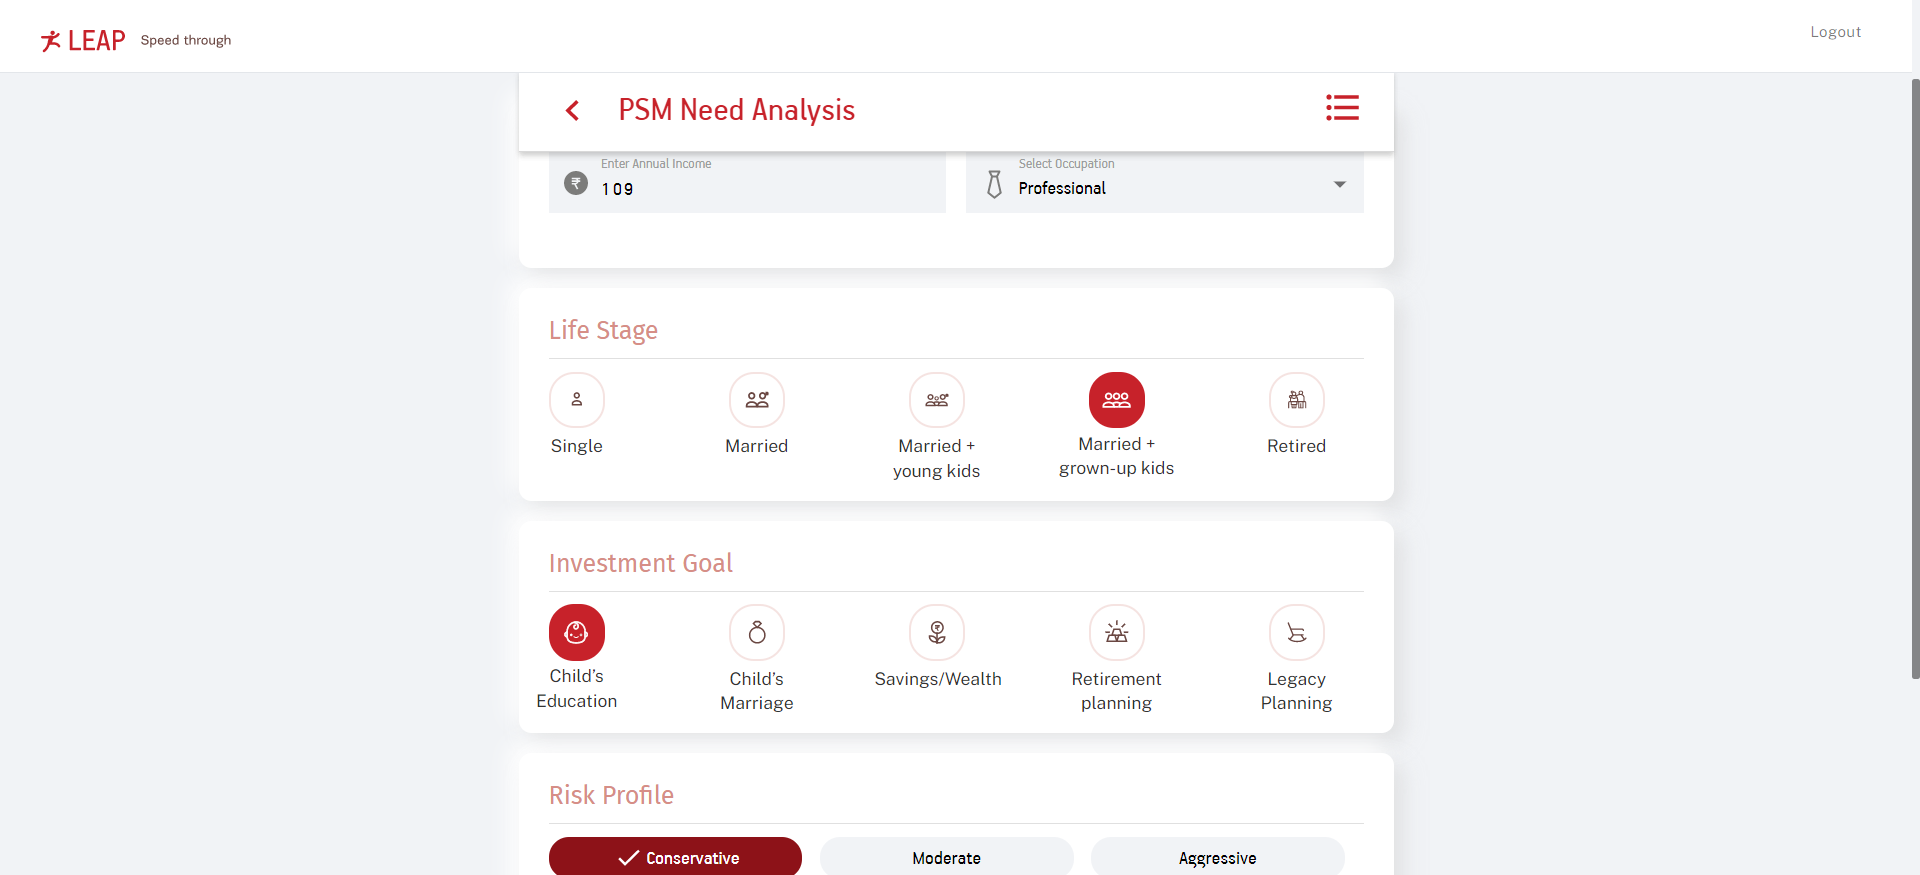 LEAP Speed through
Logout
PSM Need Analysis
Enter Annual Income
109
Select Occupation
Professional
Life Stage
Single
Married
Married +
young kids
Married +
grown-up kids
Retired
Investment Goal
Child's
Education
Child's
Marriage
Savings/Wealth
Retirement
planning
Legacy
Planning
Risk Profile
Conservative
Moderate
Aggressive